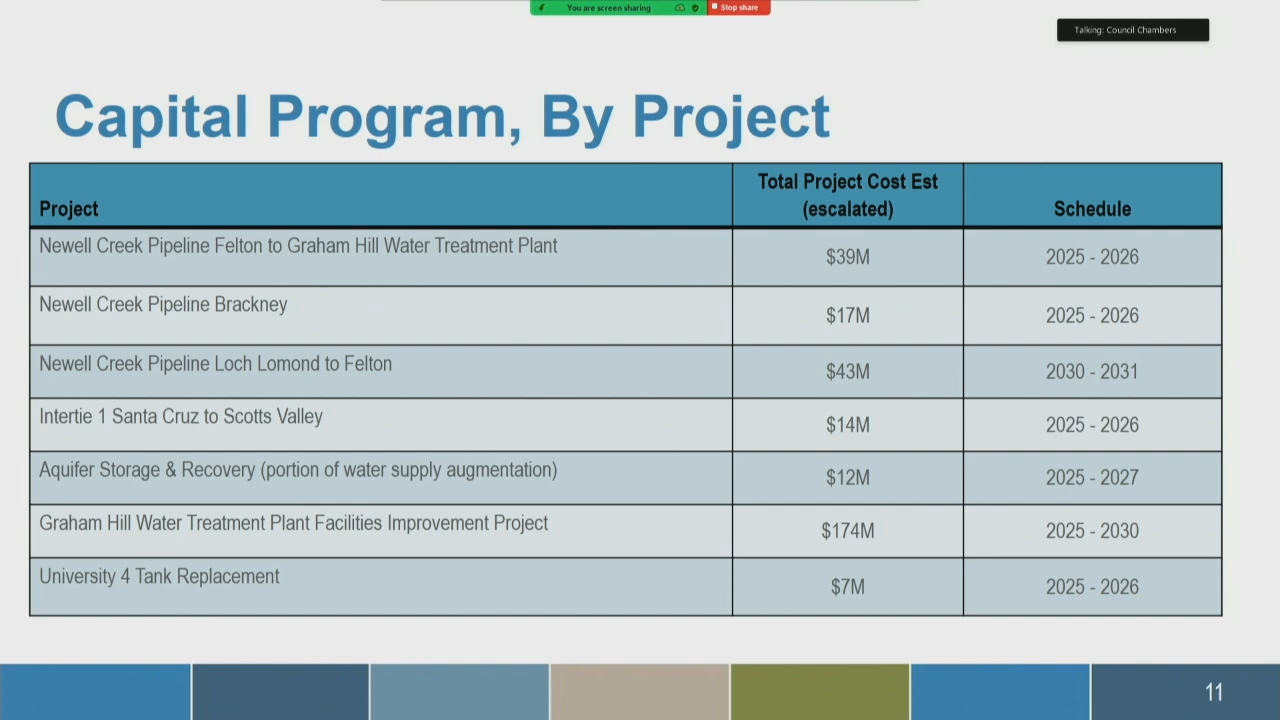 You are screen sharing
Stop share
Talking: Council Chambers
Capital Program, By Project
Project
Total Project Cost Est
(escalated)
Schedule
Newell Creek Pipeline Felton to Graham Hill Water Treatment Plant
$39M
2025 - 2026
Newell Creek Pipeline Brackney
$17M
2025 - 2026
Newell Creek Pipeline Loch Lomond to Felton
$43M
2030 - 2031
Intertie 1 Santa Cruz to Scotts Valley
$14M
2025 - 2026
Aquifer Storage & Recovery (portion of water supply augmentation)
$12M
2025 - 2027
Graham Hill Water Treatment Plant Facilities Improvement Project
$174M
2025 - 2030
University 4 Tank Replacement
$7M
2025 - 2026
11